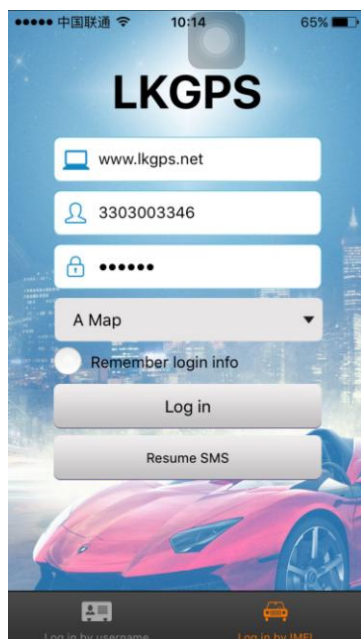 中国联通 10:14 65%
LKGPS
www.lkgps.net
3303003346
••••••
A Map
Remember login info
Log in
Resume SMS
Log in by username Log in by IMEI